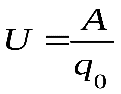 U = A / q₀